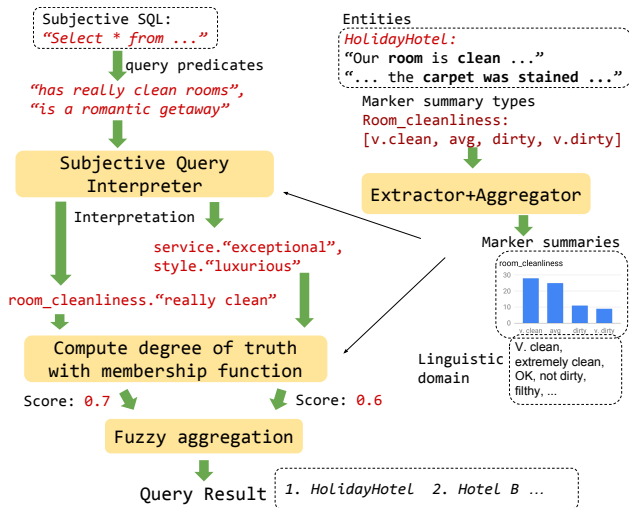 Subjective SQL:
“Select * from ...”
query predicates
“has really clean rooms”,
“is a romantic getaway”
Subjective Query
Interpreter
Interpretation
service.“exceptional”,
style.“luxurious”
room_cleanliness.“really clean”
Compute degree of truth
with membership function
Score: 0.7
Score: 0.6
Fuzzy aggregation
Query Result
1. HolidayHotel 2. Hotel B …
Entities
HolidayHotel:
“Our room is clean ...”
“... the carpet was stained ...”
Marker summary types
Room_cleanliness:
[v.clean, avg, dirty, v.dirty]
Extractor+Aggregator
Marker summaries
room_cleanliness
30
20
10
0
v. clean avg dirty v. dirty
Linguistic
domain
V. clean,
extremely clean,
OK, not dirty,
filthy, ...